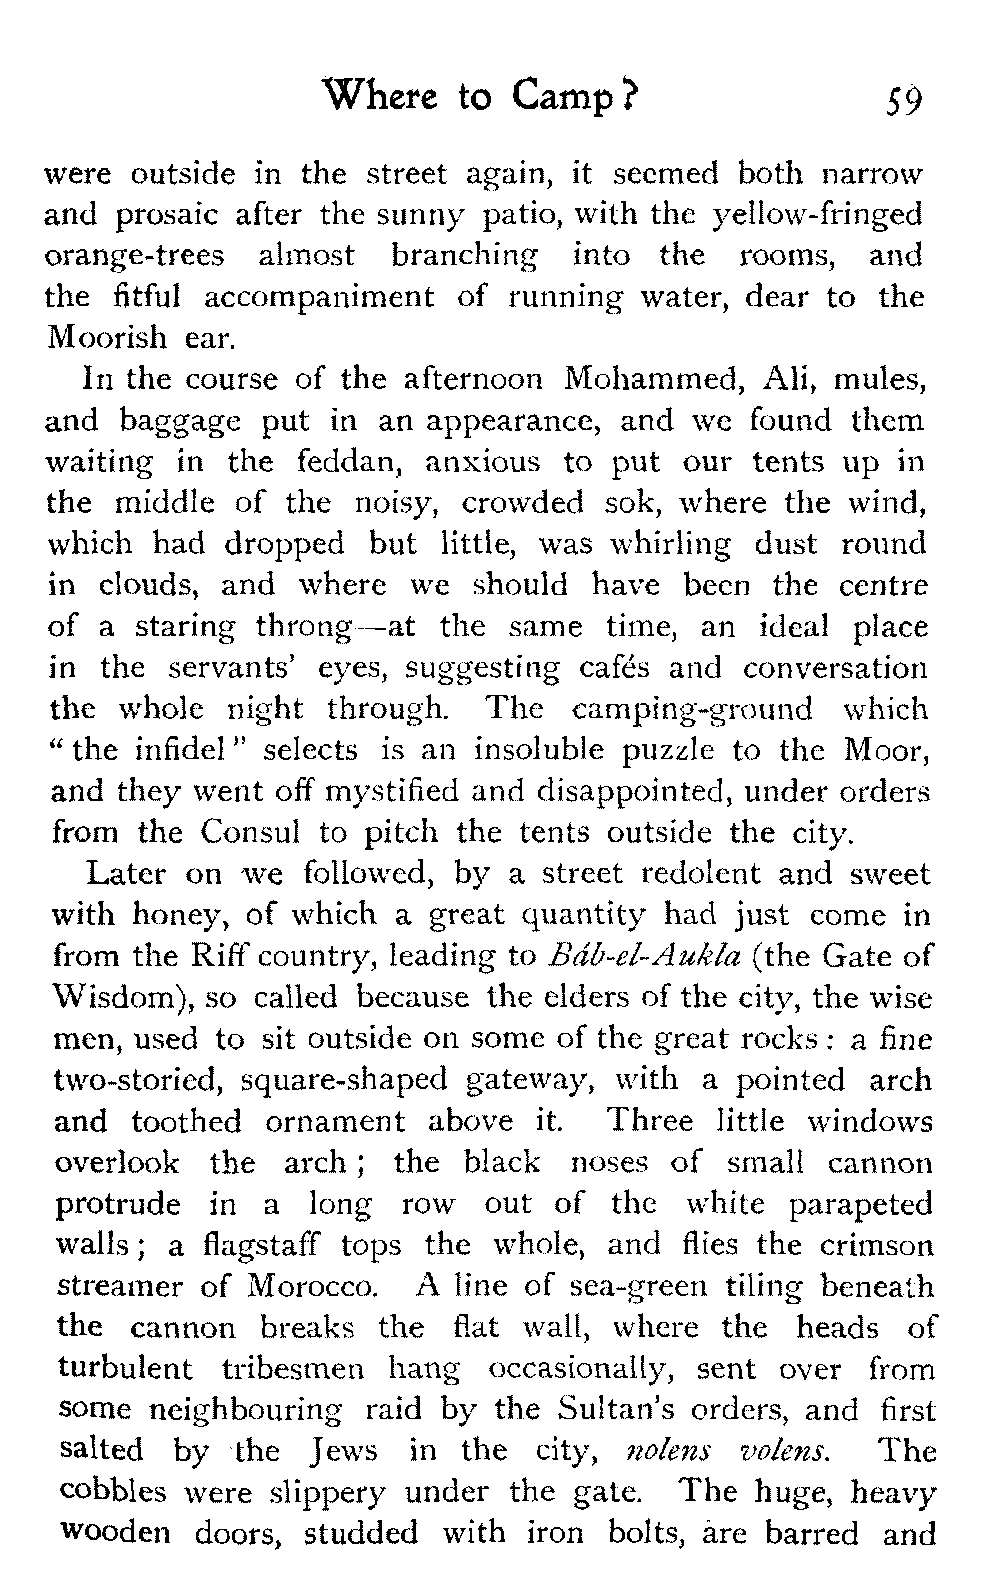 Where to Camp? 59
were outside in the street again, it seemed both narrow
and prosaic after the sunny patio, with the yellow-fringed
orange-trees almost branching into the rooms, and
the fitful accompaniment of running water, dear to the
Moorish ear.
In the course of the afternoon Mohammed, Ali, mules,
and baggage put in an appearance, and we found them
waiting in the feddan, anxious to put our tents up in
the middle of the noisy, crowded sok, where the wind,
which had dropped but little, was whirling dust round
in clouds, and where we should have been the centre
of a staring throng—at the same time, an ideal place
in the servants' eyes, suggesting cafés and conversation
the whole night through. The camping-ground which
"the infidel" selects is an insoluble puzzle to the Moor,
and they went off mystified and disappointed, under orders
from the Consul to pitch the tents outside the city.
Later on we followed, by a street redolent and sweet
with honey, of which a great quantity had just come in
from the Riff country, leading to Báb-el-Aukla (the Gate of
Wisdom), so called because the elders of the city, the wise
men, used to sit outside on some of the great rocks: a fine
two-storied, square-shaped gateway, with a pointed arch
and toothed ornament above it. Three little windows
overlook the arch; the black noses of small cannon
protrude in a long row out of the white parapeted
walls; a flagstaff tops the whole, and flies the crimson
streamer of Morocco. A line of sea-green tiling beneath
the cannon breaks the flat wall, where the heads of
turbulent tribesmen hang occasionally, sent over from
some neighbouring raid by the Sultan's orders, and first
salted by the Jews in the city, nolens volens. The
cobbles were slippery under the gate. The huge, heavy
wooden doors, studded with iron bolts, are barred and